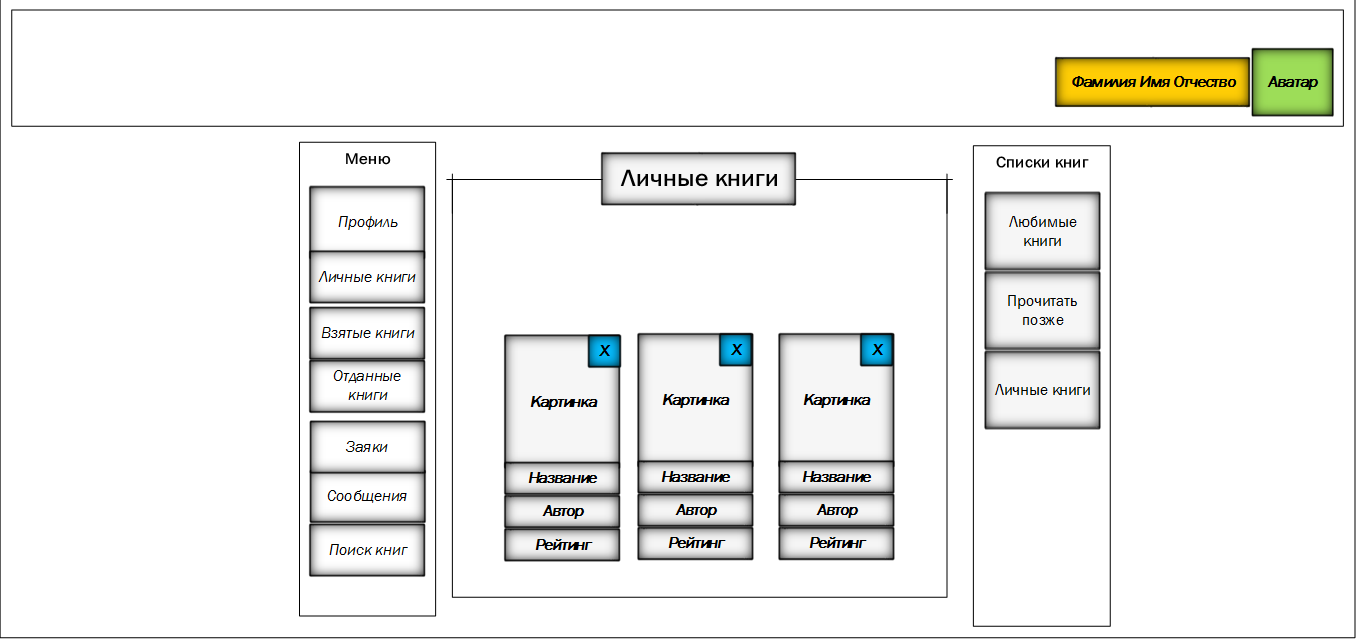 Фамилия Имя Отчество
Аватар
Меню
Профиль
Личные книги
Взятые книги
Отданные
книги
Заяки
Сообщения
Поиск книг
Личные книги
X
Картинка
Название
Автор
Рейтинг
X
Картинка
Название
Автор
Рейтинг
X
Картинка
Название
Автор
Рейтинг
Списки книг
Любимые
книги
Прочитать
позже
Личные книги